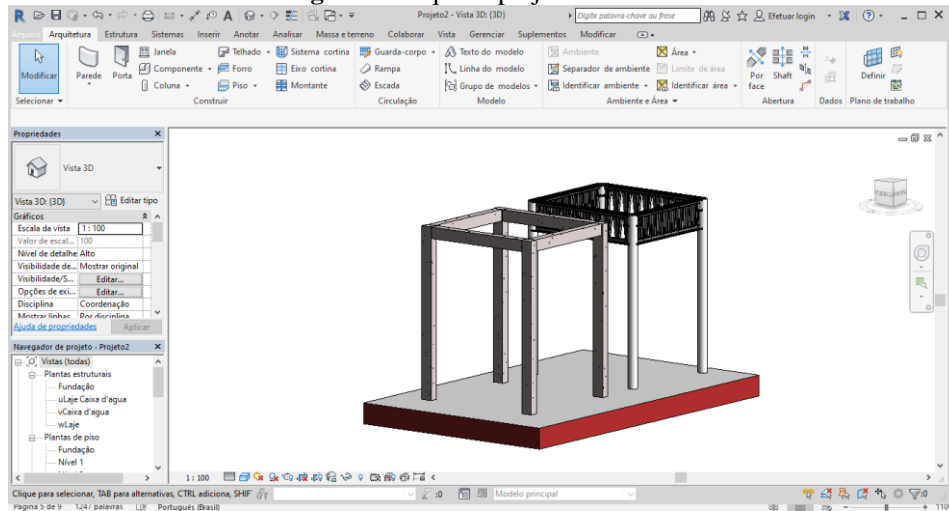 Projeto2 - Vista 3D: {3D}
Digite palavra-chave ou frase
Efetuar login
Arquivo Arquitetura Estrutura Sistemas Inserir Anotar Analisar Massa e terreno Colaborar Vista Gerenciar Suplementos Modificar
Modificar
Parede
Porta
Janela
Componente
Coluna
Telhado
Forro
Piso
Sistema cortina
Eixo cortina
Montante
Guarda-corpo
Rampa
Escada
Texto do modelo
Linha do modelo
Grupo de modelos
Ambiente
Separador de ambiente
Identificar ambiente
Área
Limite de área
Identificar área
Por face
Shaft
Definir
Selecionar
Construir
Circulação
Modelo
Ambiente e Área
Abertura
Dados
Plano de trabalho
Propriedades
Vista 3D
Vista 3D: {3D}
Editar tipo
Gráficos
Escala da vista 1 : 100
Valor de escal... 100
Nível de detalhe Alto
Visibilidade de... Mostrar original
Visibilidade/S... Editar...
Opções de exi... Editar...
Disciplina Coordenação
Mostrar linhas Por disciplina
Ajuda de propriedades
Aplicar
Navegador de projeto - Projeto2
Vistas (todas)
Plantas estruturais
Fundação
uLaje Caixa d'agua
vCaixa d'agua
wLaje
Plantas de piso
Fundação
Nível 1
1 : 100
Clique para selecionar, TAB para alternativas, CTRL adiciona, SHIF
:0
Modelo principal
:0
Página 5 de 9 1247 palavras Português (Brasil)